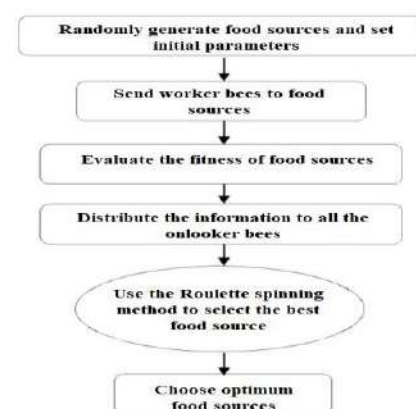 Randomly generate food sources and set
initial parameters
Send worker bees to food
sources
Evaluate the fitness of food sources
Distribute the information to all the
onlooker bees
Use the Roulette spinning
method to select the best
food source
Choose optimum
food sources